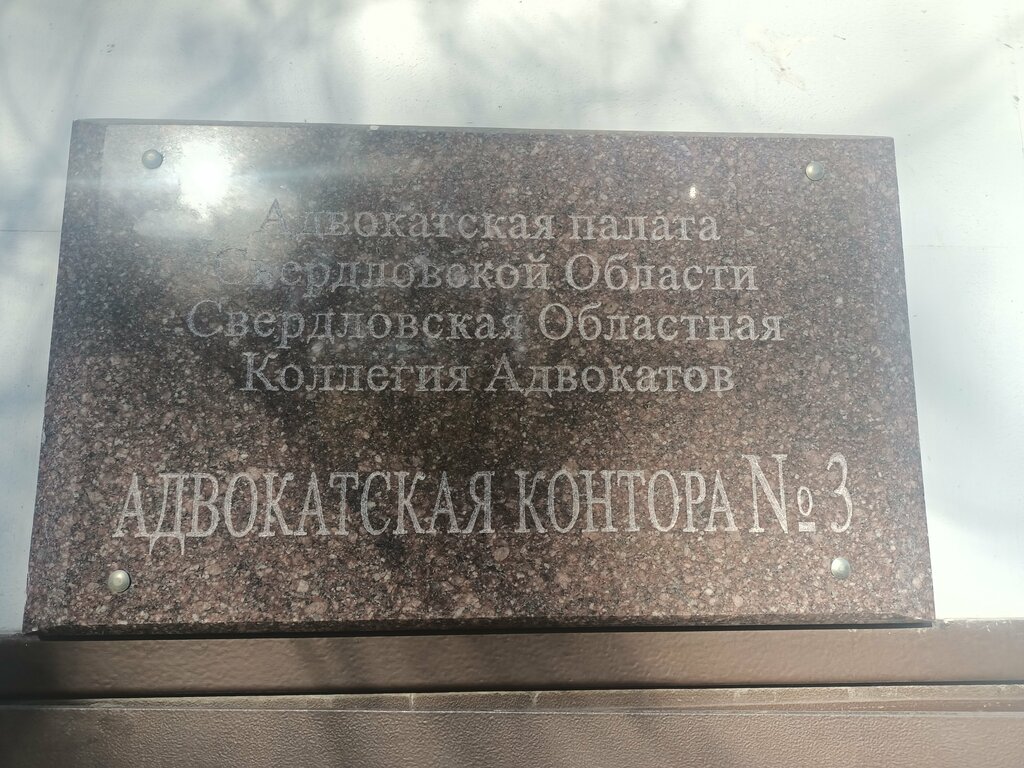 Адвокатская палата
Свердловской Области
Свердловская Областная
Коллегия Адвокатов
АДВОКАТСКАЯ КОНТОРА № 3